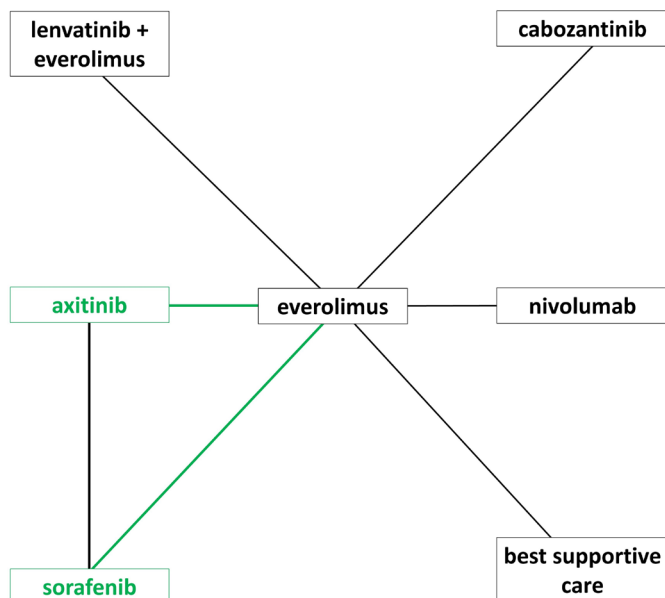 lenvatinib +
everolimus
cabozantinib
axitinib
everolimus
nivolumab
sorafenib
best supportive
care